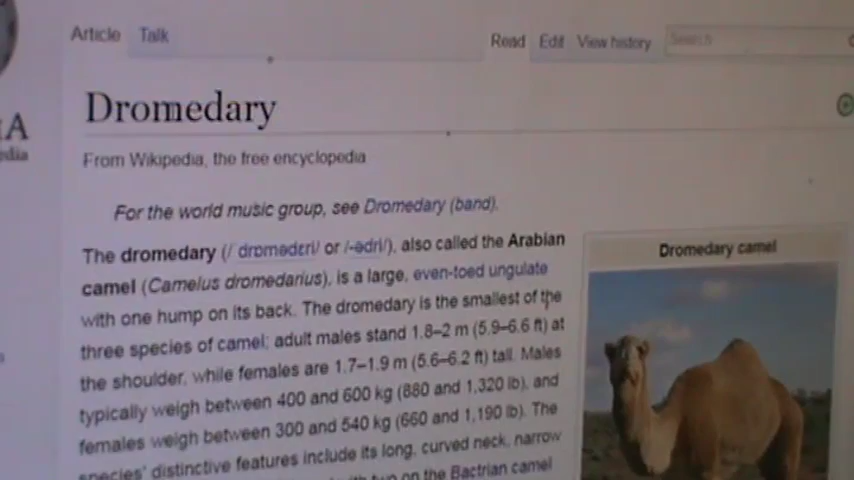 Article Talk
Read Edit View history Search
Dromedary
From Wikipedia, the free encyclopedia
For the world music group, see Dromedary (band).
The dromedary (/ˈdrɒmədɛri/ or /-ədri/), also called the Arabian
camel (Camelus dromedarius), is a large, even-toed ungulate
with one hump on its back. The dromedary is the smallest of the
three species of camel; adult males stand 1.8–2 m (5.9–6.6 ft) at
the shoulder, while females are 1.7–1.9 m (5.6–6.2 ft) tall. Males
typically weigh between 400 and 600 kg (880 and 1,320 lb), and
females weigh between 300 and 540 kg (660 and 1,190 lb). The
species' distinctive features include its long, curved neck, narrow
two on the Bactrian camel
Dromedary camel